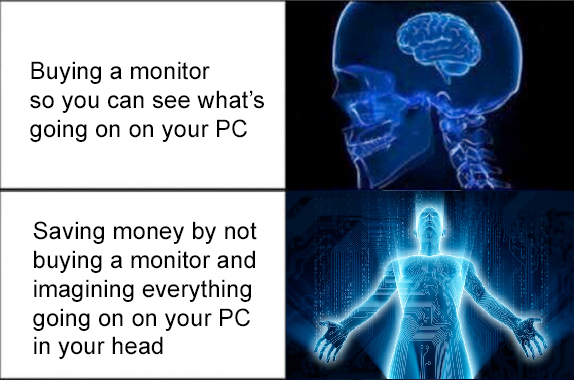 Buying a monitor
so you can see what’s
going on on your PC
Saving money by not
buying a monitor and
imagining everything
going on on your PC
in your head